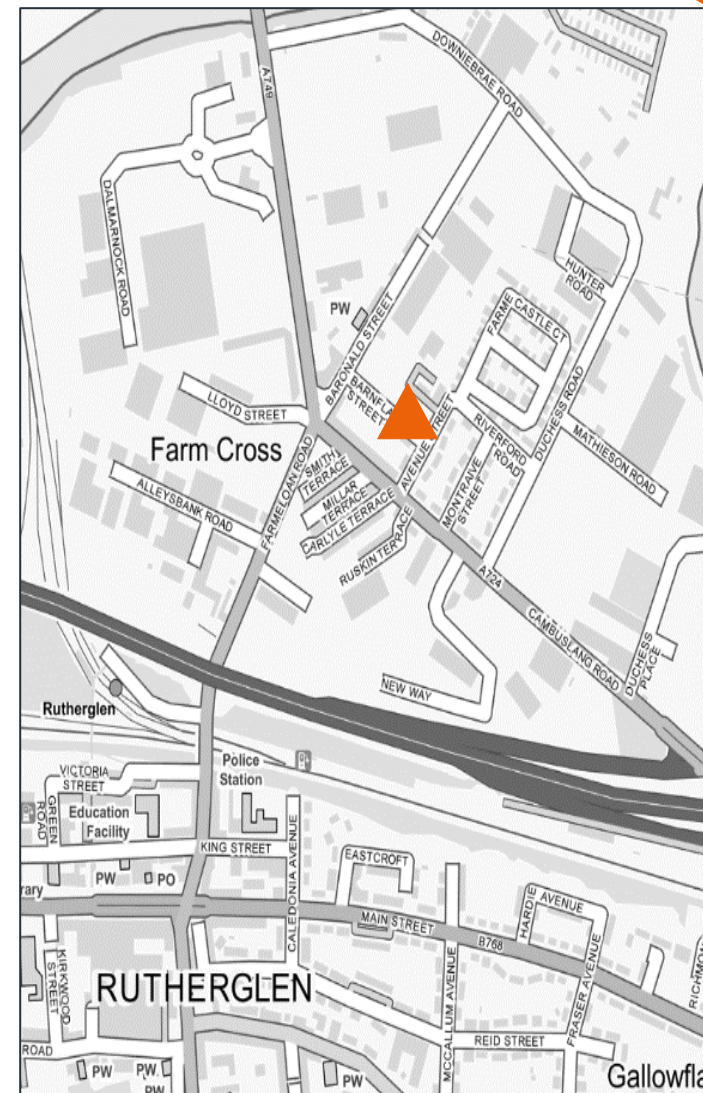 DOWNIEBRAE ROAD
A749
DALMARNOCK ROAD
HUNTER
ROAD
FARME
CASTLE CT
PW
BARONALD STREET
STREET
LLOYD STREET
AVENUE STREET
RIVERFORD
ROAD
DUCHESS ROAD
MATHIESON ROAD
Farm Cross
FARMELOAN ROAD
SMITH
TERRACE
MILLAR
TERRACE
CARLYLE TERRACE
RUSKIN TERRACE
MONTRAIVE
STREET
ALLEYSBANK ROAD
A724
CAMBUSLANG ROAD
DUCHESS
PLACE
NEW WAY
Rutherglen
Police
Station
VICTORIA
STREET
GREEN
ROAD
Education
Facility
KING STREET
CALEDONIA AVENUE
EASTCROFT
PW
PO
rary
MAIN STREET
B768
HARDIE AVENUE
FRASER AVENUE
RICHMO
KIRKWOOD
STREET
RUTHERGLEN
MCCALLUM AVENUE
REID STREET
ROAD
PW
PW
PW
PW
Gallowfla